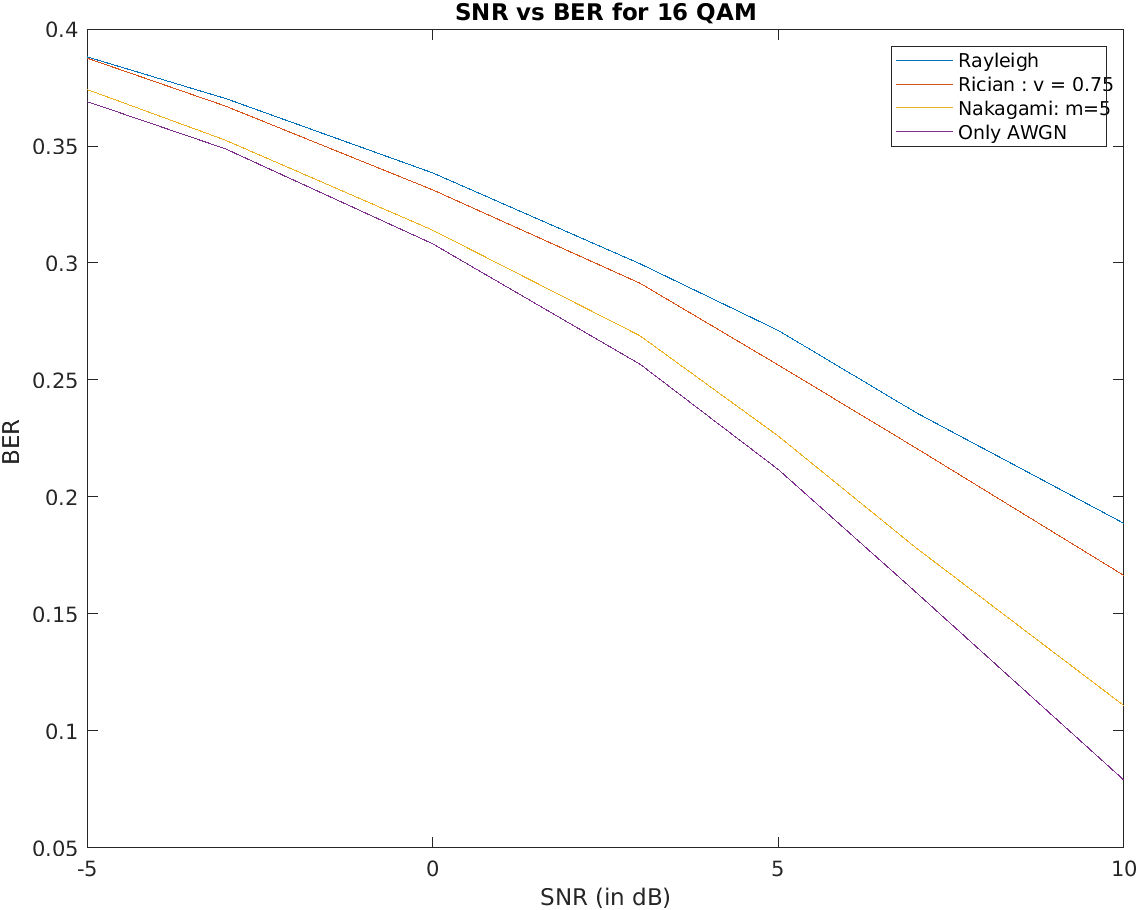 SNR vs BER for 16 QAM
0.4
0.35
0.3
0.25
0.2
0.15
0.1
0.05
BER
-5
0
5
10
SNR (in dB)
Rayleigh
Rician : v = 0.75
Nakagami: m=5
Only AWGN